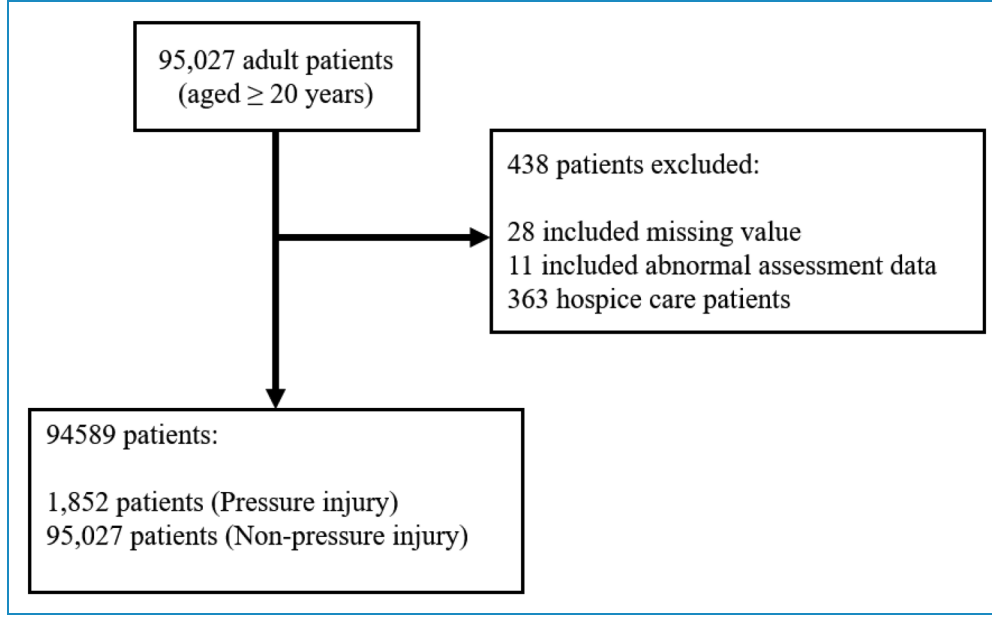 95,027 adult patients
(aged ≥ 20 years)
438 patients excluded:
28 included missing value
11 included abnormal assessment data
363 hospice care patients
94589 patients:
1,852 patients (Pressure injury)
95,027 patients (Non-pressure injury)